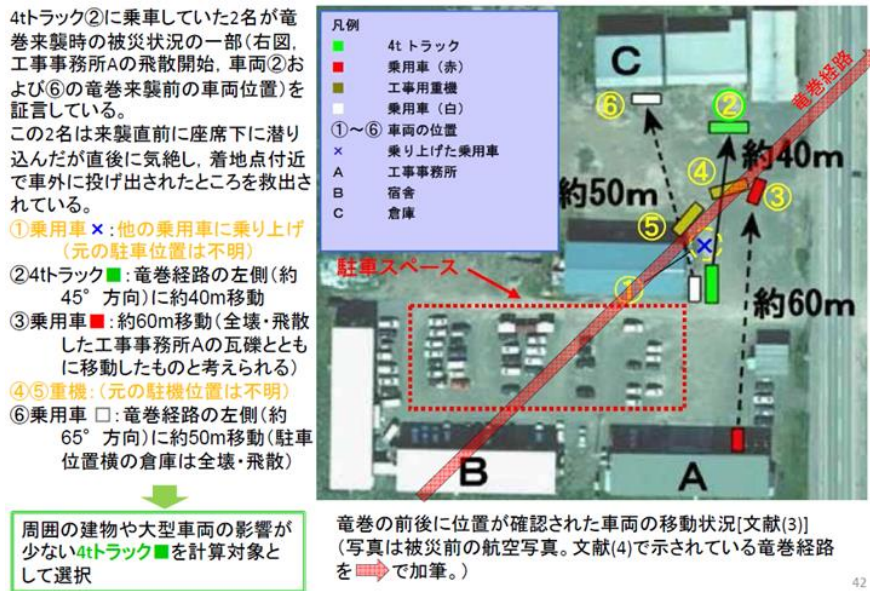 4tトラック②に乗車していた2名が竜
巻来襲時の被災状況の一部（右図，
工事事務所Aの飛散開始，車両②お
よび⑥の竜巻来襲前の車両位置）を
証言している。
この2名は来襲直前に座席下に潜り
込んだが直後に気絶し，着地点付近
で車外に投げ出されたところを救出さ
れている。
①乗用車×：他の乗用車に乗り上げ
（元の駐車位置は不明）
②4tトラック■：竜巻経路の左側（約
45°方向）に約40m移動
③乗用車■：約60m移動（全壊・飛散
した工事事務所Aの瓦礫ととも
に移動したものと考えられる）
④⑤重機：（元の駐機位置は不明）
⑥乗用車□：竜巻経路の左側（約
65°方向）に約50m移動（駐車
位置横の倉庫は全壊・飛散）
周囲の建物や大型車両の影響が
少ない4tトラック■を計算対象と
して選択
凡例
4t トラック
乗用車（赤）
工事用重機
乗用車（白）
①～⑥ 車両の位置
× 乗り上げた乗用車
A 工事事務所
B 宿舎
C 倉庫
C
竜巻経路
⑥
②
約40m
④
③
約50m
⑤
駐車スペース
①
約60m
B
A
竜巻の前後に位置が確認された車両の移動状況[文献(3)]
（写真は被災前の航空写真。文献(4)で示されている竜巻経路
を で加筆。）
42